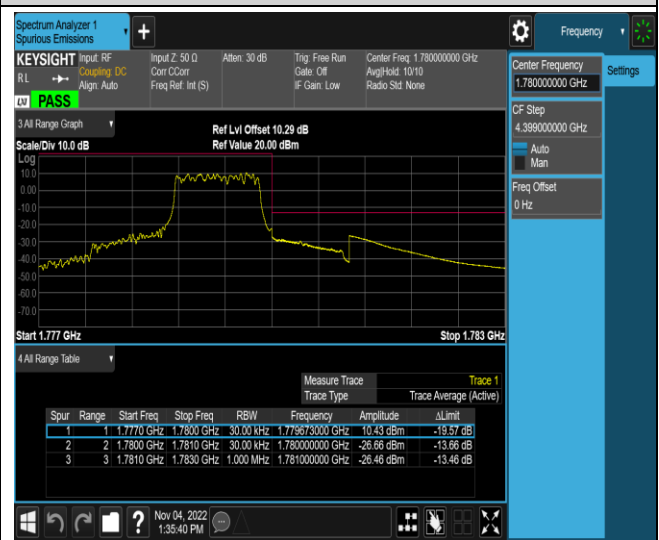 Spectrum Analyzer 1
Spurious Emissions
+
Frequency
KEYSIGHT Input: RF Input Z: 50 Ω Atten: 30 dB Trig: Free Run Center Freq: 1.780000000 GHz
RL Coupling: DC Corr CCorr Gate: Off Avg|Hold: 10/10
Align: Auto Freq Ref: Int (S) IF Gain: Low Radio Std: None
LXI PASS
Center Frequency
1.780000000 GHz
Settings
CF Step
4.399000000 GHz
Auto
Man
Freq Offset
0 Hz
3 All Range Graph
Ref Lvl Offset 10.29 dB
Scale/Div 10.0 dB Ref Value 20.00 dBm
Log
10.0
0.00
-10.0
-20.0
-30.0
-40.0
-50.0
-60.0
-70.0
Start 1.777 GHz Stop 1.783 GHz
4 All Range Table
Measure Trace Trace 1
Trace Type Trace Average (Active)
Spur Range Start Freq Stop Freq RBW Frequency Amplitude ΔLimit
1 1 1.7770 GHz 1.7800 GHz 30.00 kHz 1.779673000 GHz 10.43 dBm -19.57 dB
2 2 1.7800 GHz 1.7810 GHz 30.00 kHz 1.780000000 GHz -26.66 dBm -13.66 dB
3 3 1.7810 GHz 1.7830 GHz 1.000 MHz 1.781000000 GHz -26.46 dBm -13.46 dB
? Nov 04, 2022
1:35:40 PM